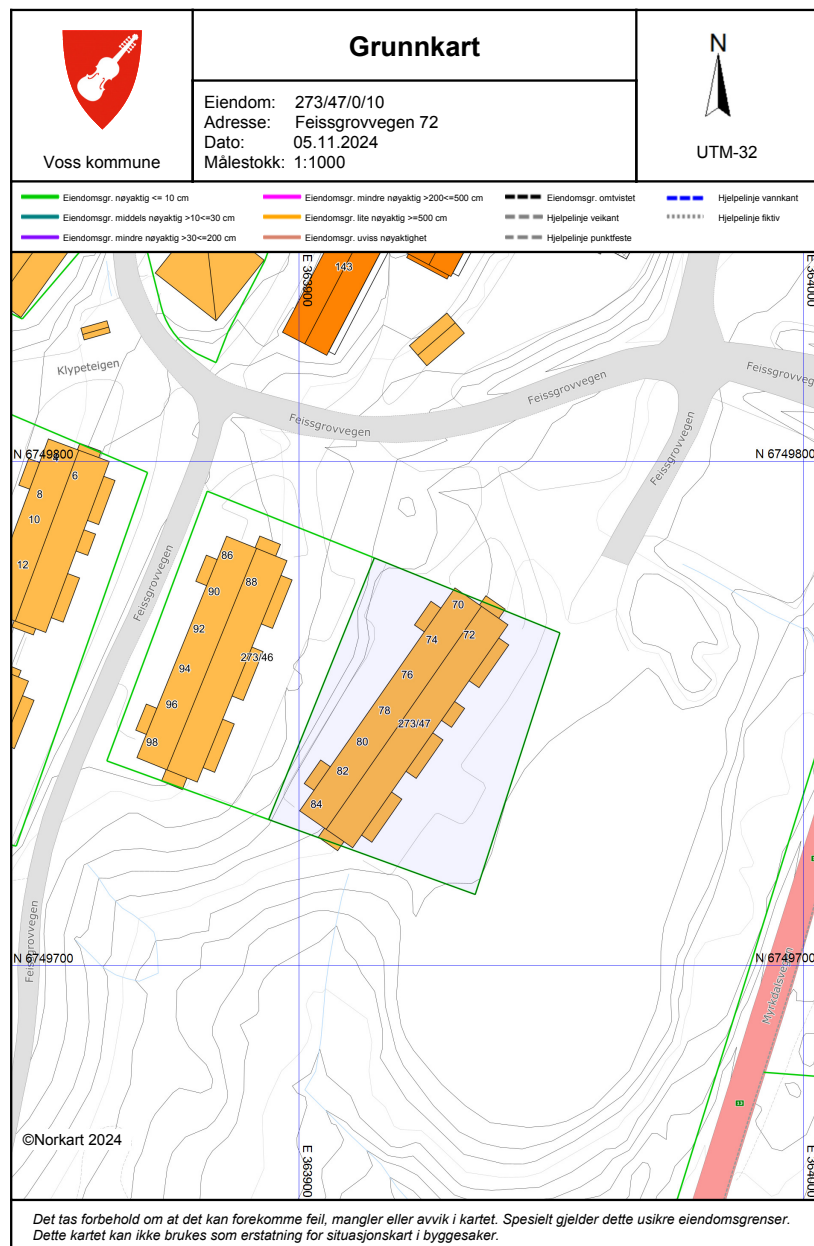 Voss kommune
Grunnkart
Eiendom: 273/47/0/10
Adresse: Feissgrovvegen 72
Dato: 05.11.2024
Målestokk: 1:1000
N
UTM-32
Eiendomsgr. nøyaktig <= 10 cm
Eiendomsgr. middels nøyaktig >10<=30 cm
Eiendomsgr. mindre nøyaktig >30<=200 cm
Eiendomsgr. mindre nøyaktig >200<=500 cm
Eiendomsgr. lite nøyaktig >=500 cm
Eiendomsgr. uviss nøyaktighet
Eiendomsgr. omtvistet
Hjelpelinje veikant
Hjelpelinje punktfeste
Hjelpelinje vannkant
Hjelpelinje fiktiv
143
E 363900
E 364000
Klypeteigen
Feissgrovvegen
Feissgrovvegen
Feissgrovveg
Feissgrovvegen
N 6749800
N 6749800
4
6
8
10
12
Feissgrovvegen
86
88
90
92
273/46
94
96
98
70
72
74
76
78
273/47
80
82
84
Feissgrovvegen
N 6749700
N 6749700
Myrkdalsvegen
E
E
©Norkart 2024
E 363900
E 364000
Det tas forbehold om at det kan forekomme feil, mangler eller avvik i kartet. Spesielt gjelder dette usikre eiendomsgrenser.
Dette kartet kan ikke brukes som erstatning for situasjonskart i byggesaker.